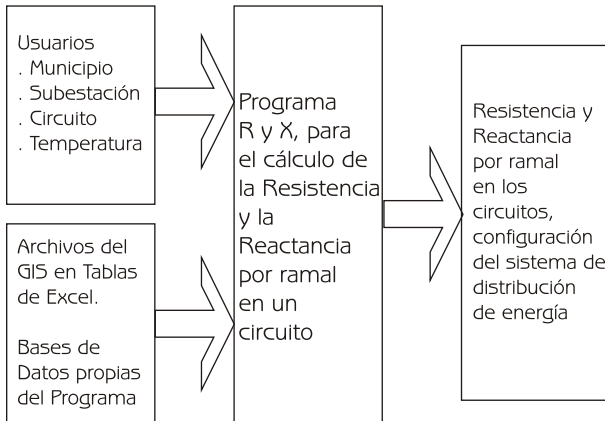 Usuarios
. Municipio
. Subestación
. Circuito
. Temperatura
Archivos del
GIS en Tablas
de Excel.
Bases de
Datos propias
del Programa
Programa
R y X, para
el cálculo de
la Resistencia
y la
Reactancia
por ramal
en un
circuito
Resistencia y
Reactancia
por ramal
en los
circuitos,
configuración
del sistema de
distribución
de energía